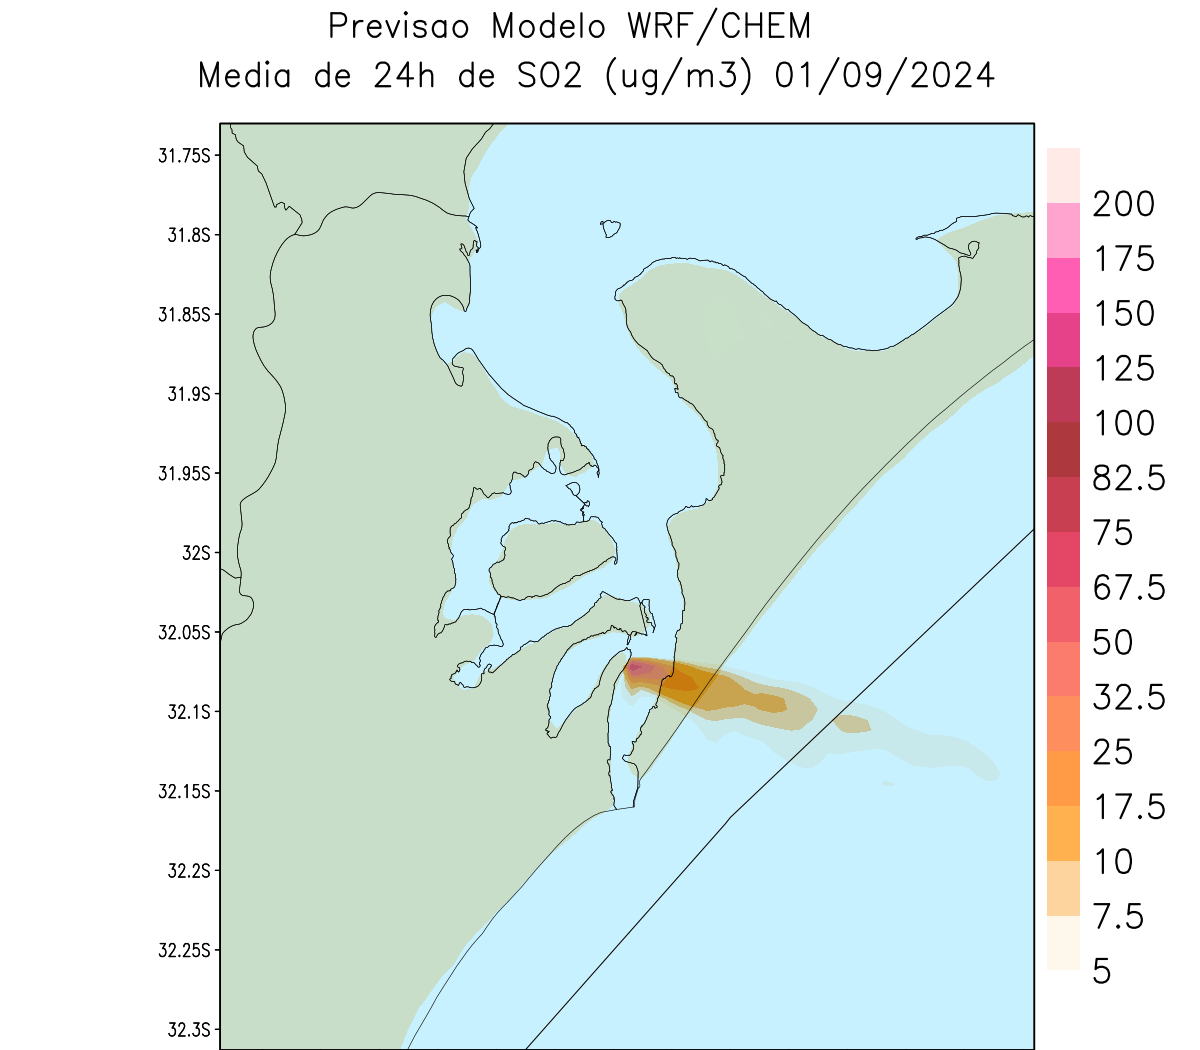 Previsao Modelo WRF/CHEM
Media de 24h de SO2 (ug/m3) 01/09/2024
31.75S
31.8S
31.85S
31.9S
31.95S
32S
32.05S
32.1S
32.15S
32.2S
32.25S
32.3S
200
175
150
125
100
82.5
75
67.5
50
32.5
25
17.5
10
7.5
5